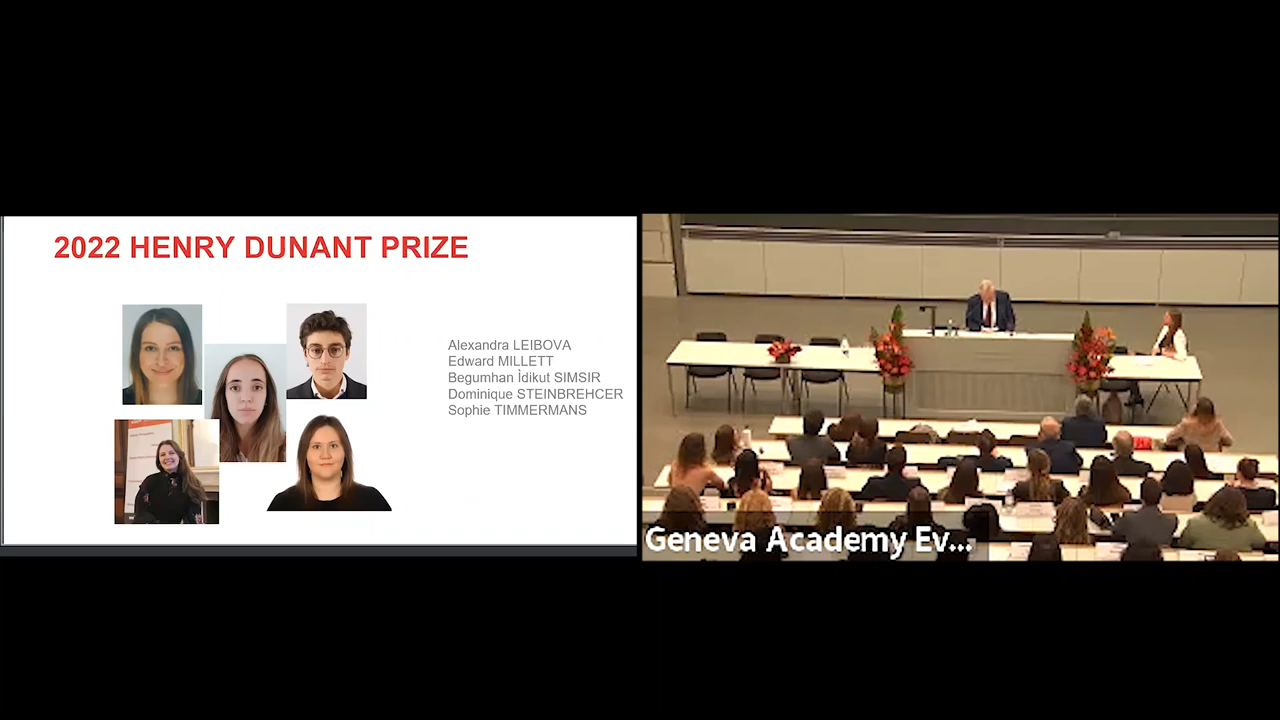 2022 HENRY DUNANT PRIZE
Alexandra LEIBOVA
Edward MILLETT
Begumhan İdikut SIMSIR
Dominique STEINBREHCER
Sophie TIMMERMANS
Geneva Academy Ev...